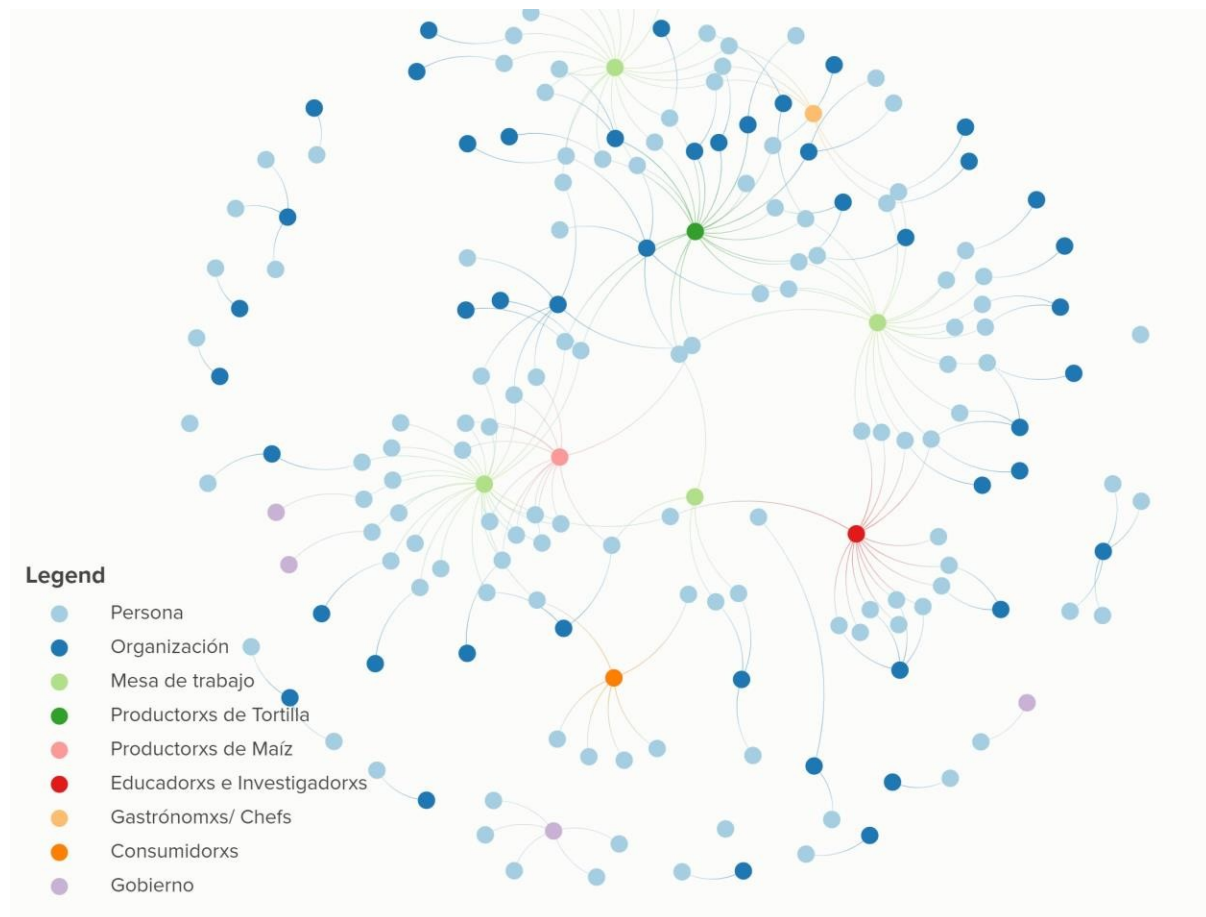 Legend
Persona
Organización
Mesa de trabajo
Productorxs de Tortilla
Productorxs de Maíz
Educadorxs e Investigadorxs
Gastrónomxs/ Chefs
Consumidorxs
Gobierno